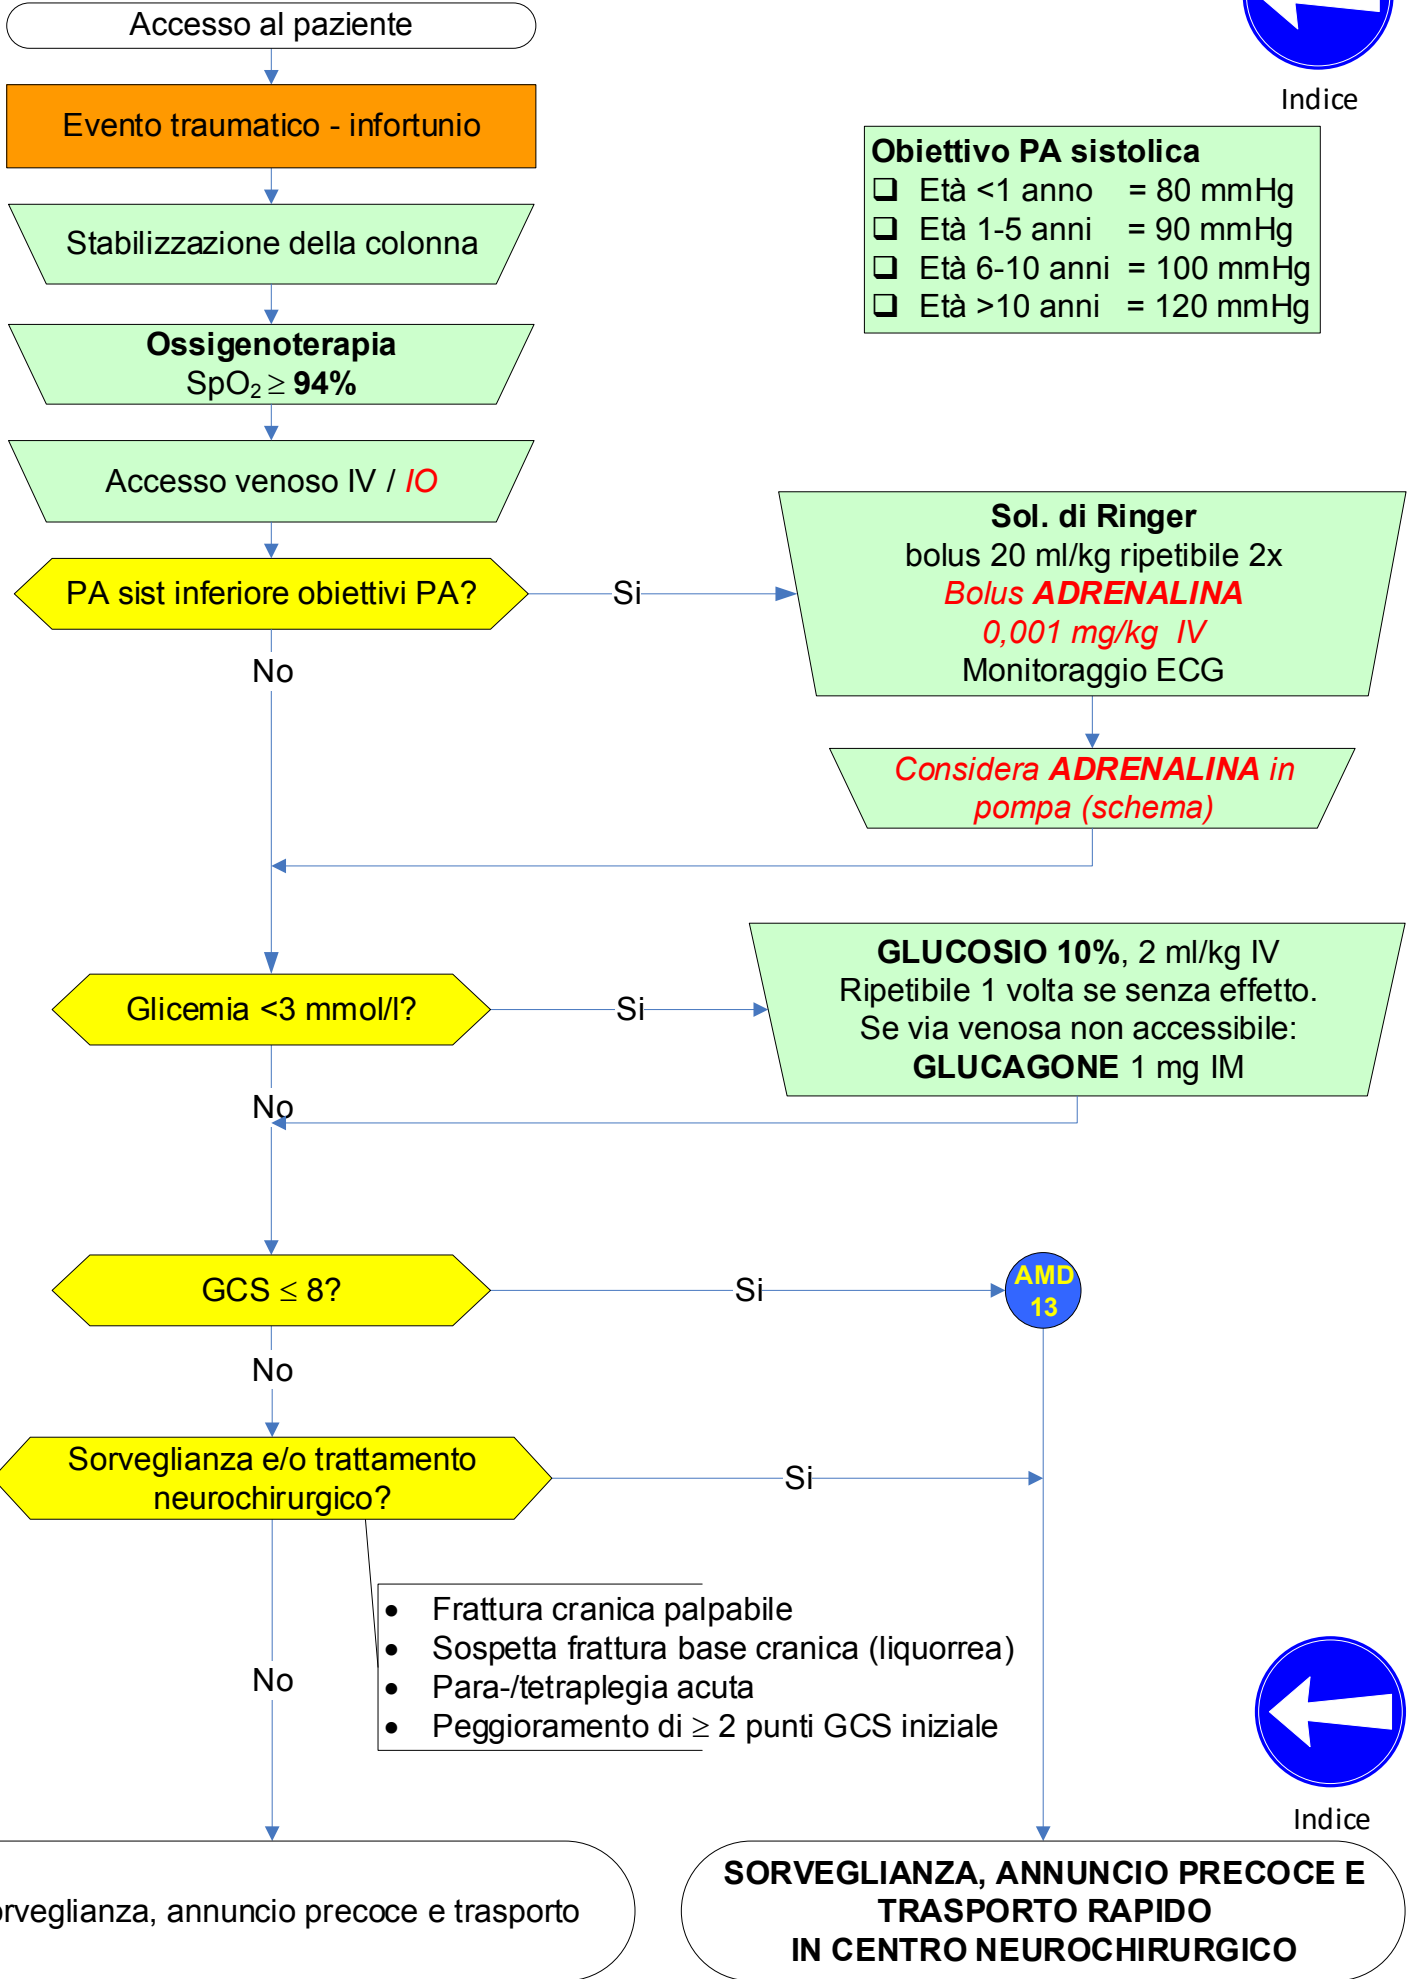 Accesso al paziente
Indice
Evento traumatico - infortunio
Obiettivo PA sistolica
❑ Età <1 anno = 80 mmHg
❑ Età 1-5 anni = 90 mmHg
❑ Età 6-10 anni = 100 mmHg
❑ Età >10 anni = 120 mmHg
Stabilizzazione della colonna
Ossigenoterapia
SpO₂ ≥ 94%
Accesso venoso IV / IO
PA sist inferiore obiettivi PA?
Si
No
Sol. di Ringer
bolus 20 ml/kg ripetibile 2x
Bolus ADRENALINA
0,001 mg/kg IV
Monitoraggio ECG
Considera ADRENALINA in
pompa (schema)
Glicemia <3 mmol/l?
Si
No
GLUCOSIO 10%, 2 ml/kg IV
Ripetibile 1 volta se senza effetto.
Se via venosa non accessibile:
GLUCAGONE 1 mg IM
GCS ≤ 8?
Si
AMD
13
No
Sorveglianza e/o trattamento
neurochirurgico?
Si
• Frattura cranica palpabile
• Sospetta frattura base cranica (liquorrea)
• Para-/tetraplegia acuta
• Peggioramento di ≥ 2 punti GCS iniziale
No
Indice
rveglianza, annuncio precoce e trasporto
SORVEGLIANZA, ANNUNCIO PRECOCE E
TRASPORTO RAPIDO
IN CENTRO NEUROCHIRURGICO